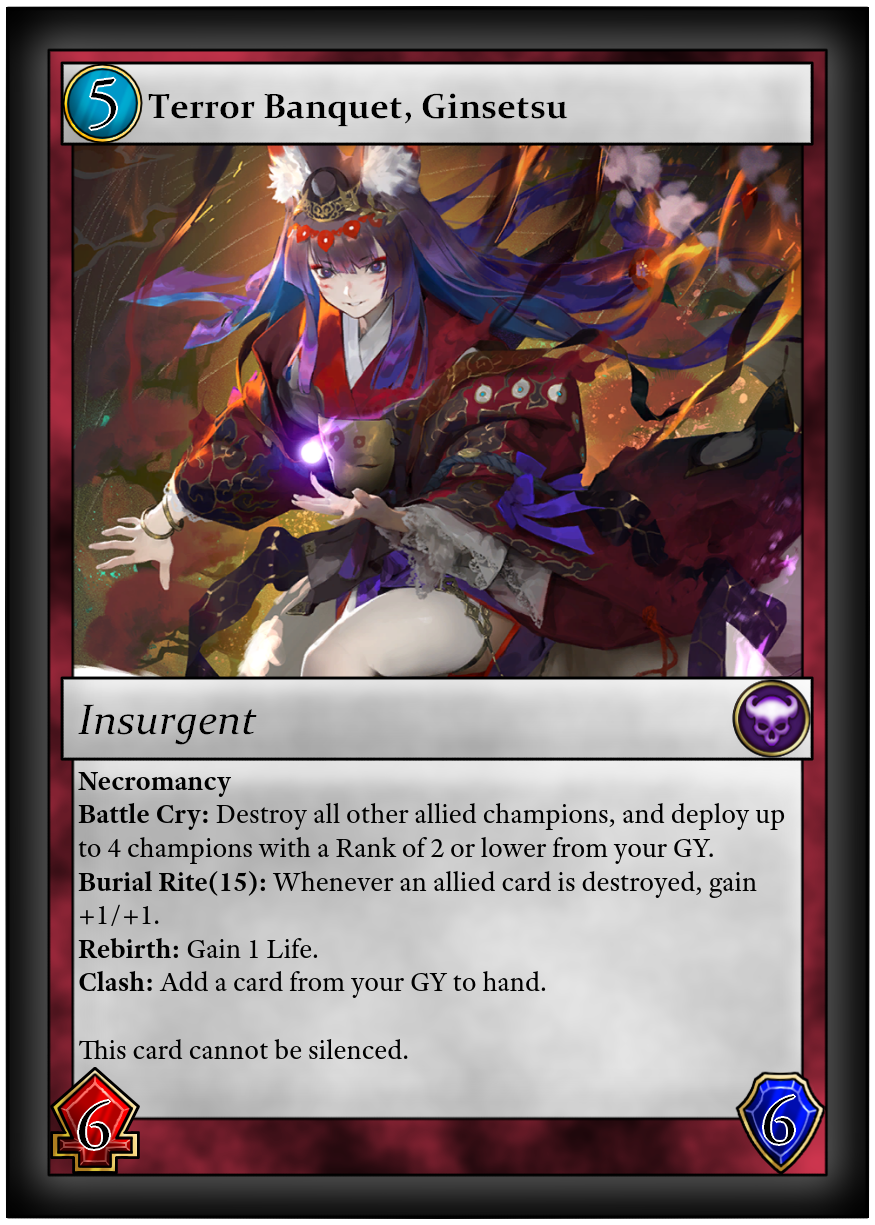 5
Terror Banquet, Ginsetsu
Insurgent
Necromancy
Battle Cry: Destroy all other allied champions, and deploy up
to 4 champions with a Rank of 2 or lower from your GY.
Burial Rite(15): Whenever an allied card is destroyed, gain
+1/+1.
Rebirth: Gain 1 Life.
Clash: Add a card from your GY to hand.
This card cannot be silenced.
6
6